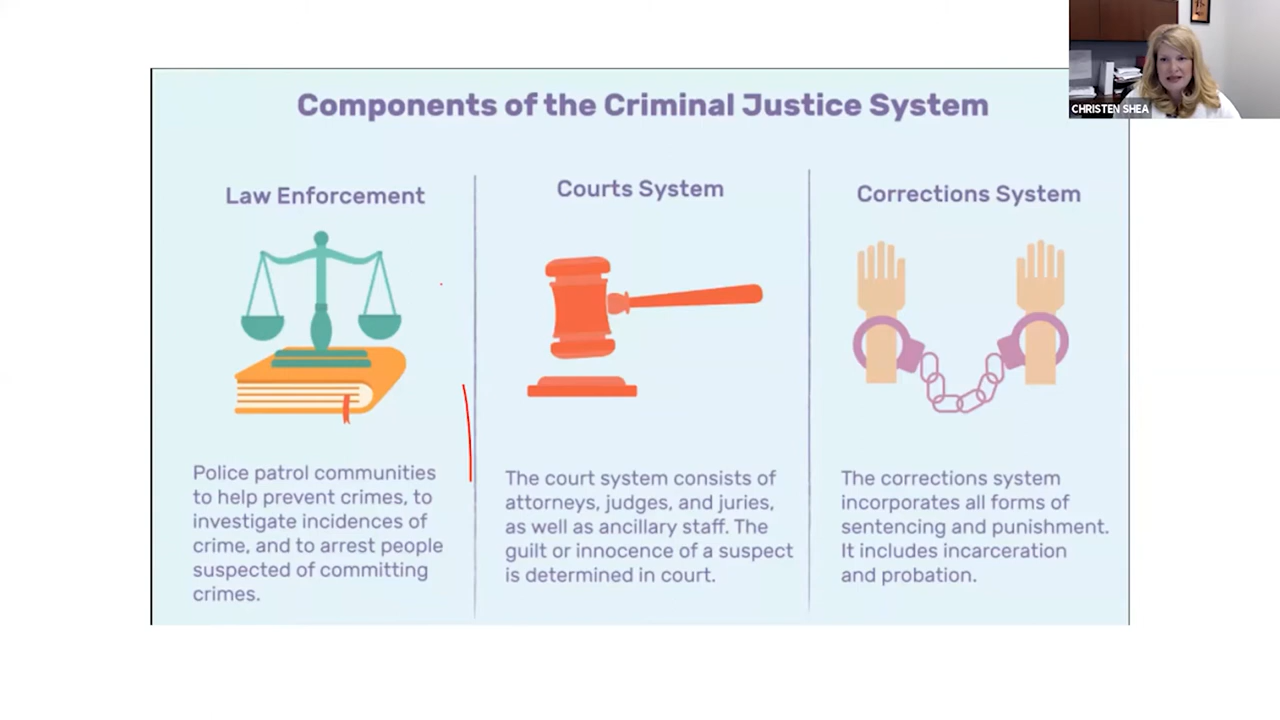 CHRISTEN SHEA
Components of the Criminal Justice System
Law Enforcement
Police patrol communities
to help prevent crimes, to
investigate incidences of
crime, and to arrest people
suspected of committing
crimes.
Courts System
The court system consists of
attorneys, judges, and juries,
as well as ancillary staff. The
guilt or innocence of a suspect
is determined in court.
Corrections System
The corrections system
incorporates all forms of
sentencing and punishment.
It includes incarceration
and probation.